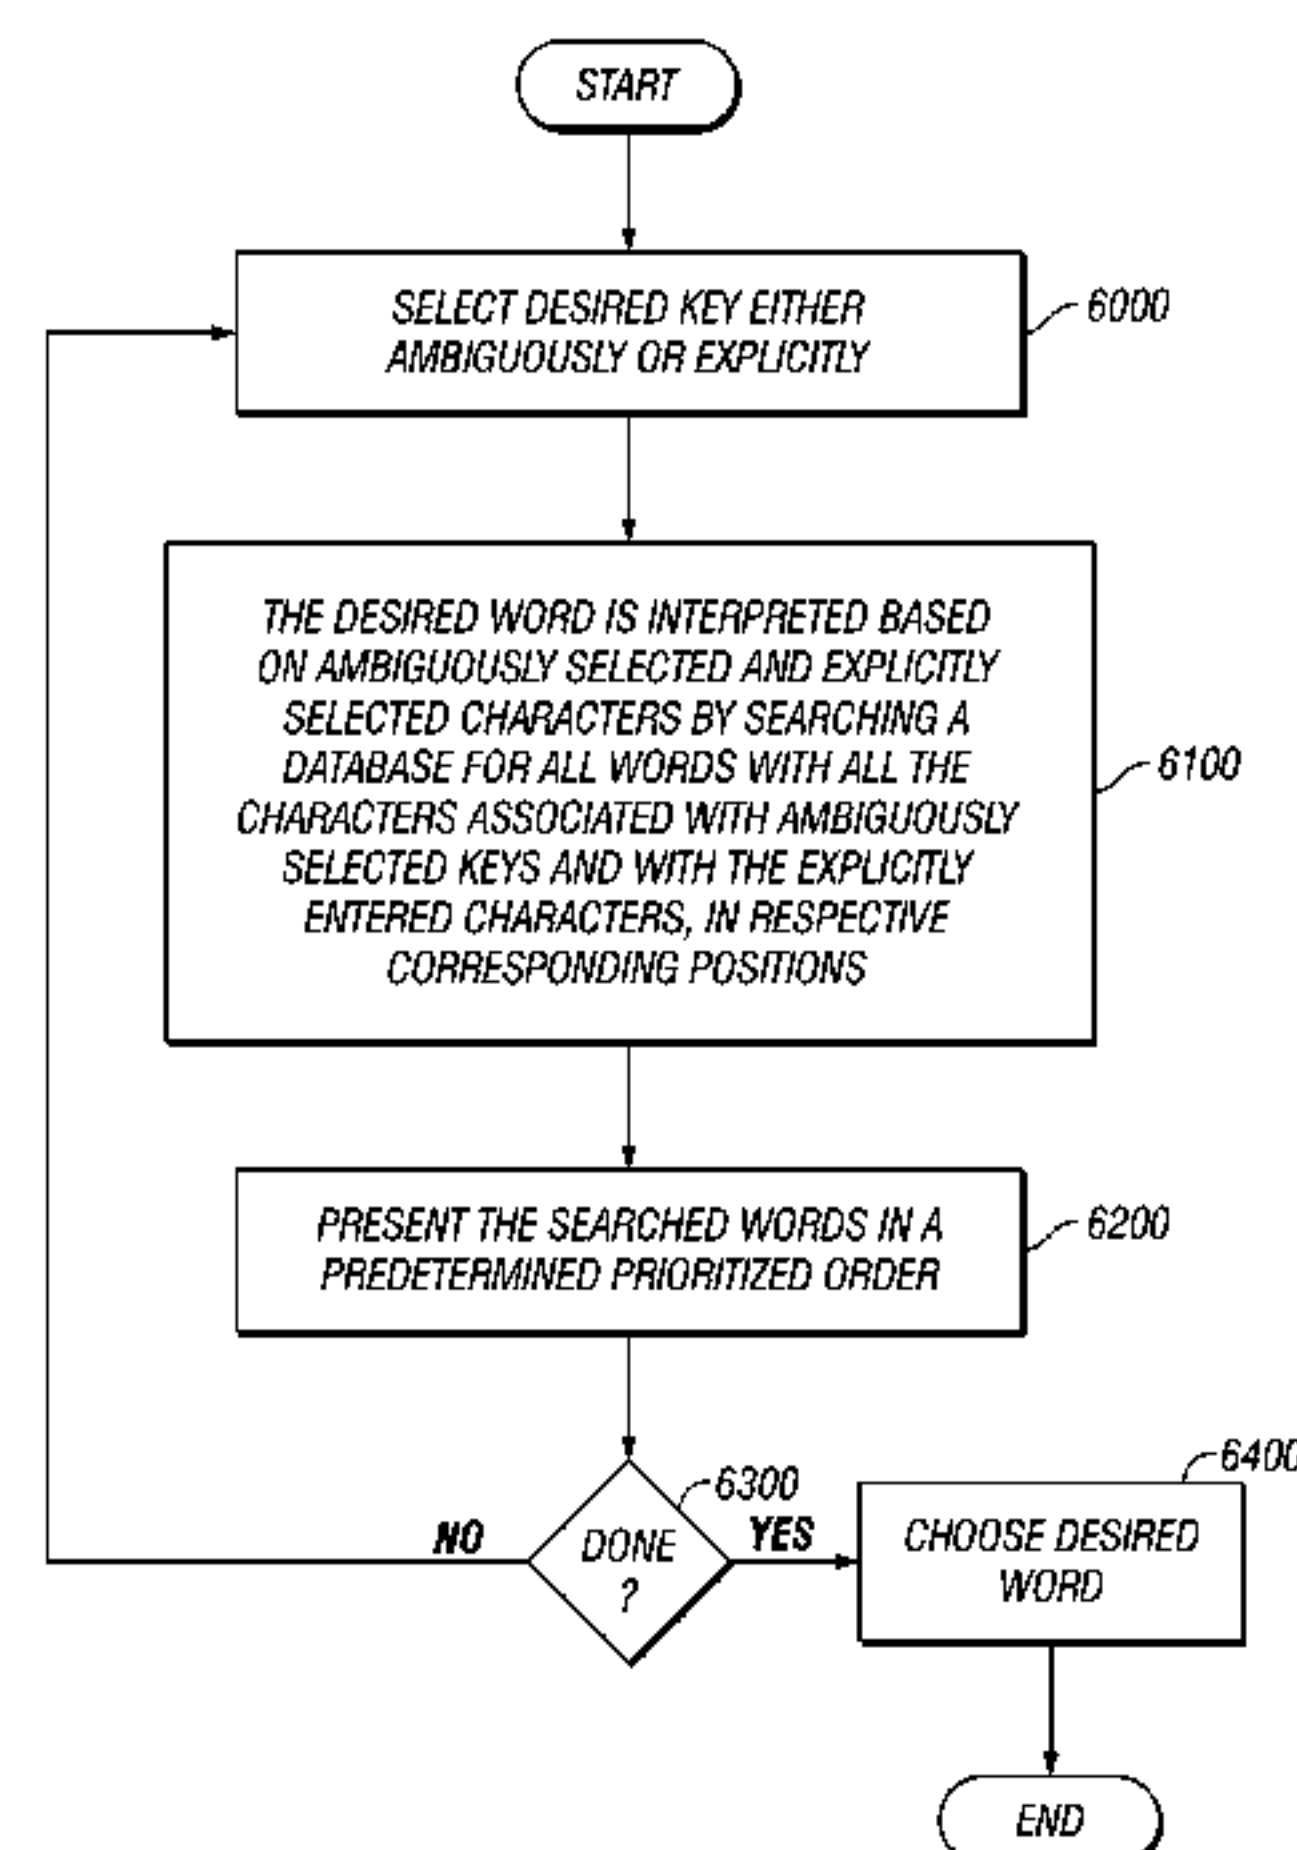 START
SELECT DESIRED KEY EITHER
AMBIGUOUSLY OR EXPLICITLY
6000
THE DESIRED WORD IS INTERPRETED BASED
ON AMBIGUOUSLY SELECTED AND EXPLICITLY
SELECTED CHARACTERS BY SEARCHING A
DATABASE FOR ALL WORDS WITH ALL THE
CHARACTERS ASSOCIATED WITH AMBIGUOUSLY
SELECTED KEYS AND WITH THE EXPLICITLY
ENTERED CHARACTERS, IN RESPECTIVE
CORRESPONDING POSITIONS
6100
PRESENT THE SEARCHED WORDS IN A
PREDETERMINED PRIORITIZED ORDER
6200
6300
DONE
?
NO
YES
6400
CHOOSE DESIRED
WORD
END